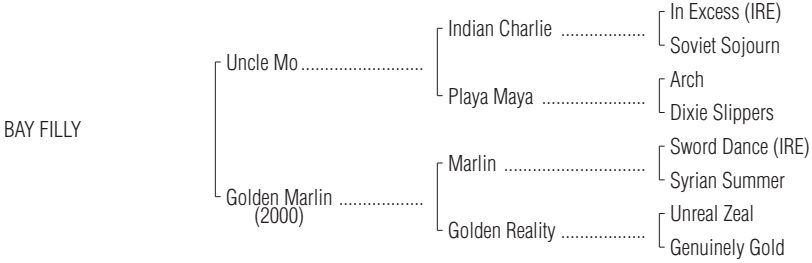 In Excess (IRE)
Indian Charlie ...................
Soviet Sojourn
Uncle Mo ..........................
Arch
Playa Maya ......................
Dixie Slippers
BAY FILLY
Sword Dance (IRE)
Marlin ..............................
Syrian Summer
Golden Marlin ..................
(2000)
Unreal Zeal
Golden Reality ..................
Genuinely Gold